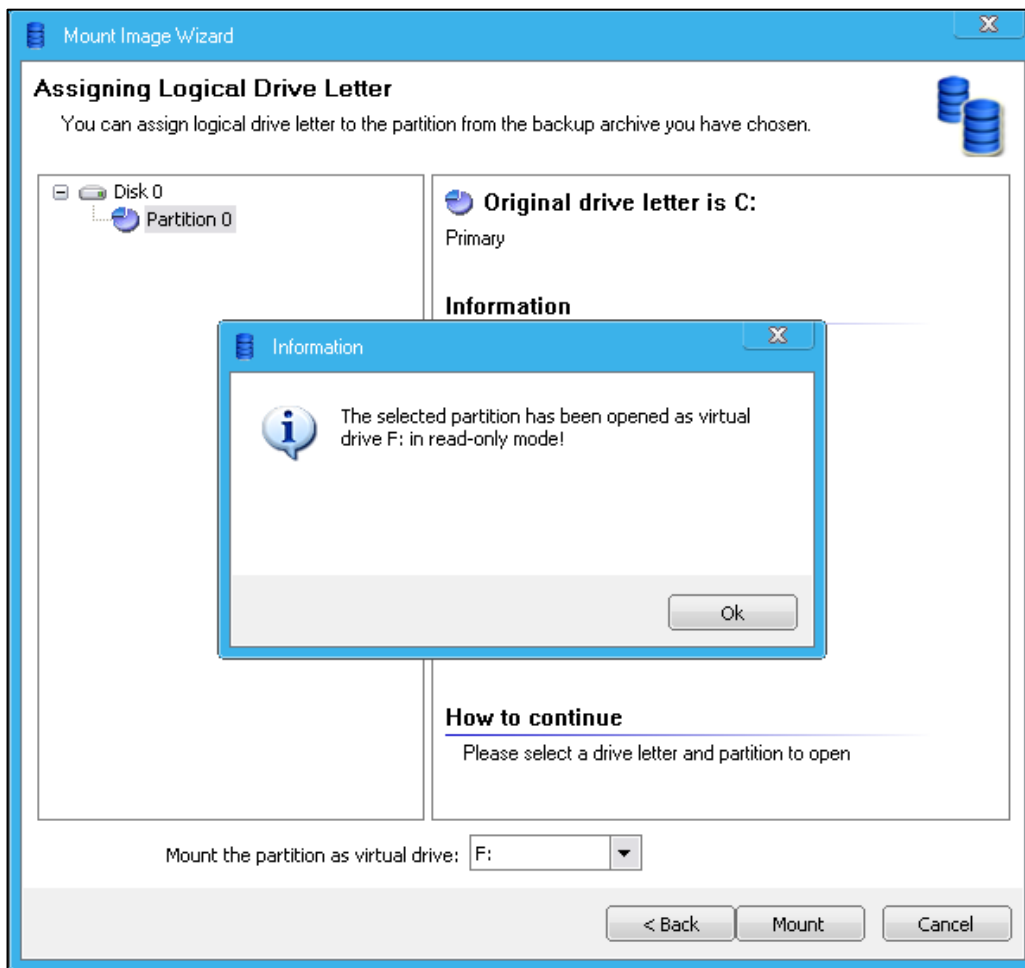 Mount Image Wizard
Assigning Logical Drive Letter
You can assign logical drive letter to the partition from the backup archive you have chosen.
Disk 0
Partition 0
Original drive letter is C:
Primary
Information
Information
The selected partition has been opened as virtual
drive F: in read-only mode!
Ok
How to continue
Please select a drive letter and partition to open
Mount the partition as virtual drive: F:
< Back Mount Cancel